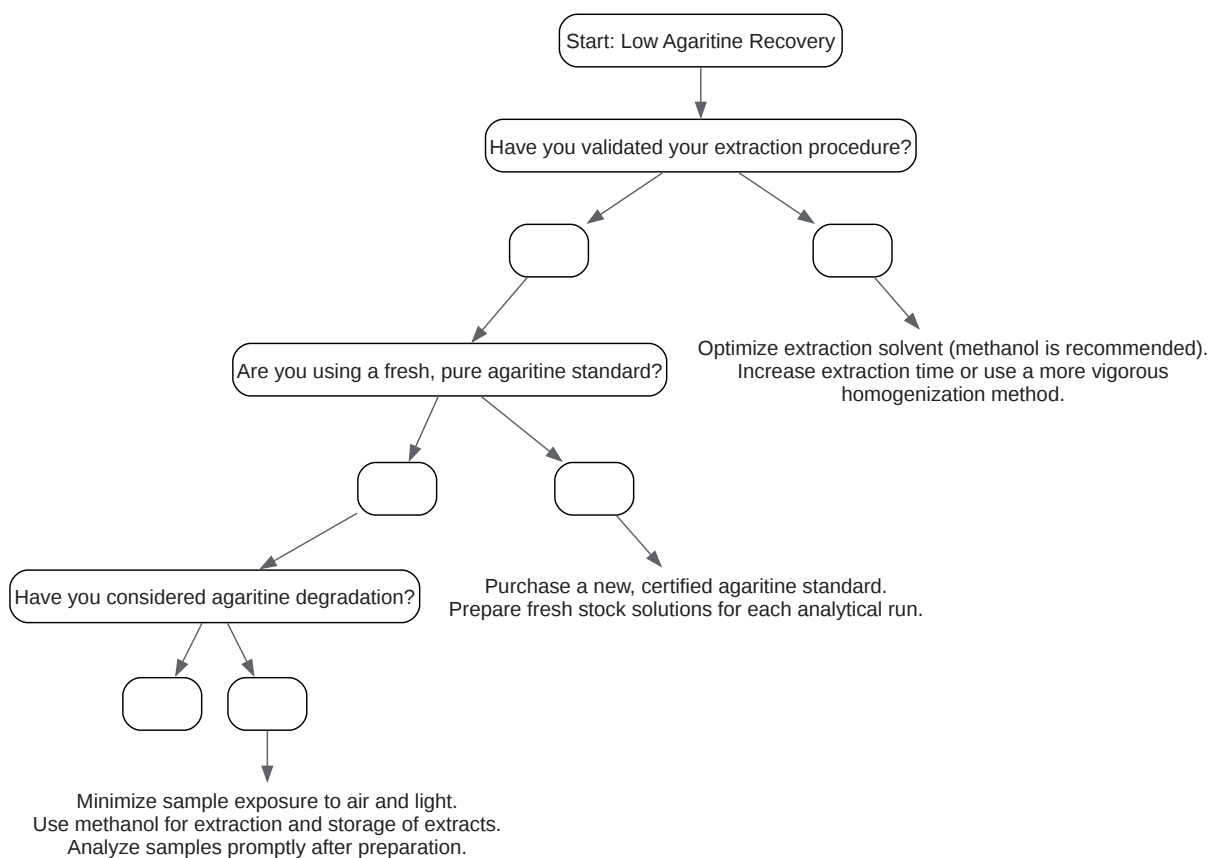 Start: Low Agaritine Recovery
Have you validated your extraction procedure?
Optimize extraction solvent (methanol is recommended).
Increase extraction time or use a more vigorous
homogenization method.
Are you using a fresh, pure agaritine standard?
Purchase a new, certified agaritine standard.
Prepare fresh stock solutions for each analytical run.
Have you considered agaritine degradation?
Minimize sample exposure to air and light.
Use methanol for extraction and storage of extracts.
Analyze samples promptly after preparation.